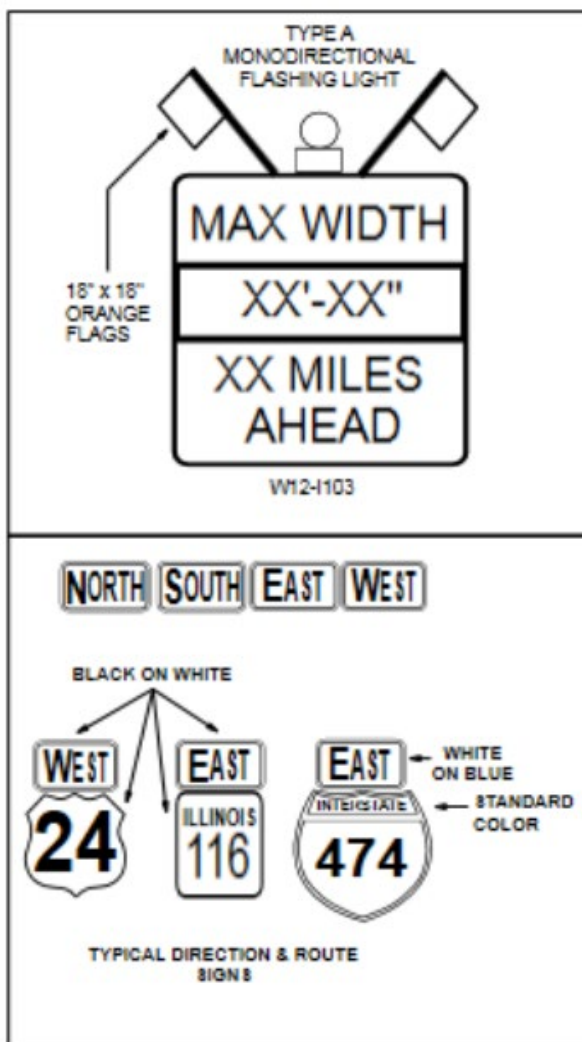 TYPE A
MONODIRECTIONAL
FLASHING LIGHT
MAX WIDTH
XX'-XX"
XX MILES
AHEAD
18" x 18"
ORANGE
FLAGS
W12-I103
NORTH SOUTH EAST WEST
BLACK ON WHITE
WEST
24
EAST
ILLINOIS
116
EAST
INTERSTATE
474
WHITE
ON BLUE
STANDARD
COLOR
TYPICAL DIRECTION & ROUTE
SIGNS